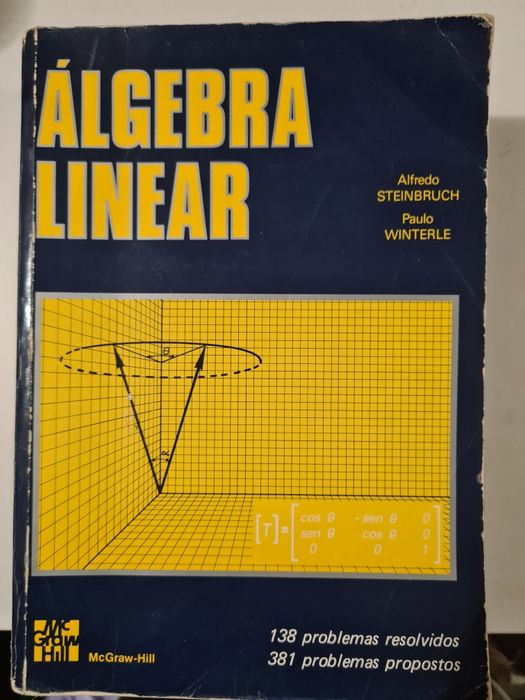 ÁLGEBRA
LINEAR
Alfredo
STEINBRUCH
Paulo
WINTERLE
θ
[T]=
cos θ -sen θ 0
sen θ cos θ 0
0 0 1
Mc
Graw
Hill
McGraw-Hill
138 problemas resolvidos
381 problemas propostos